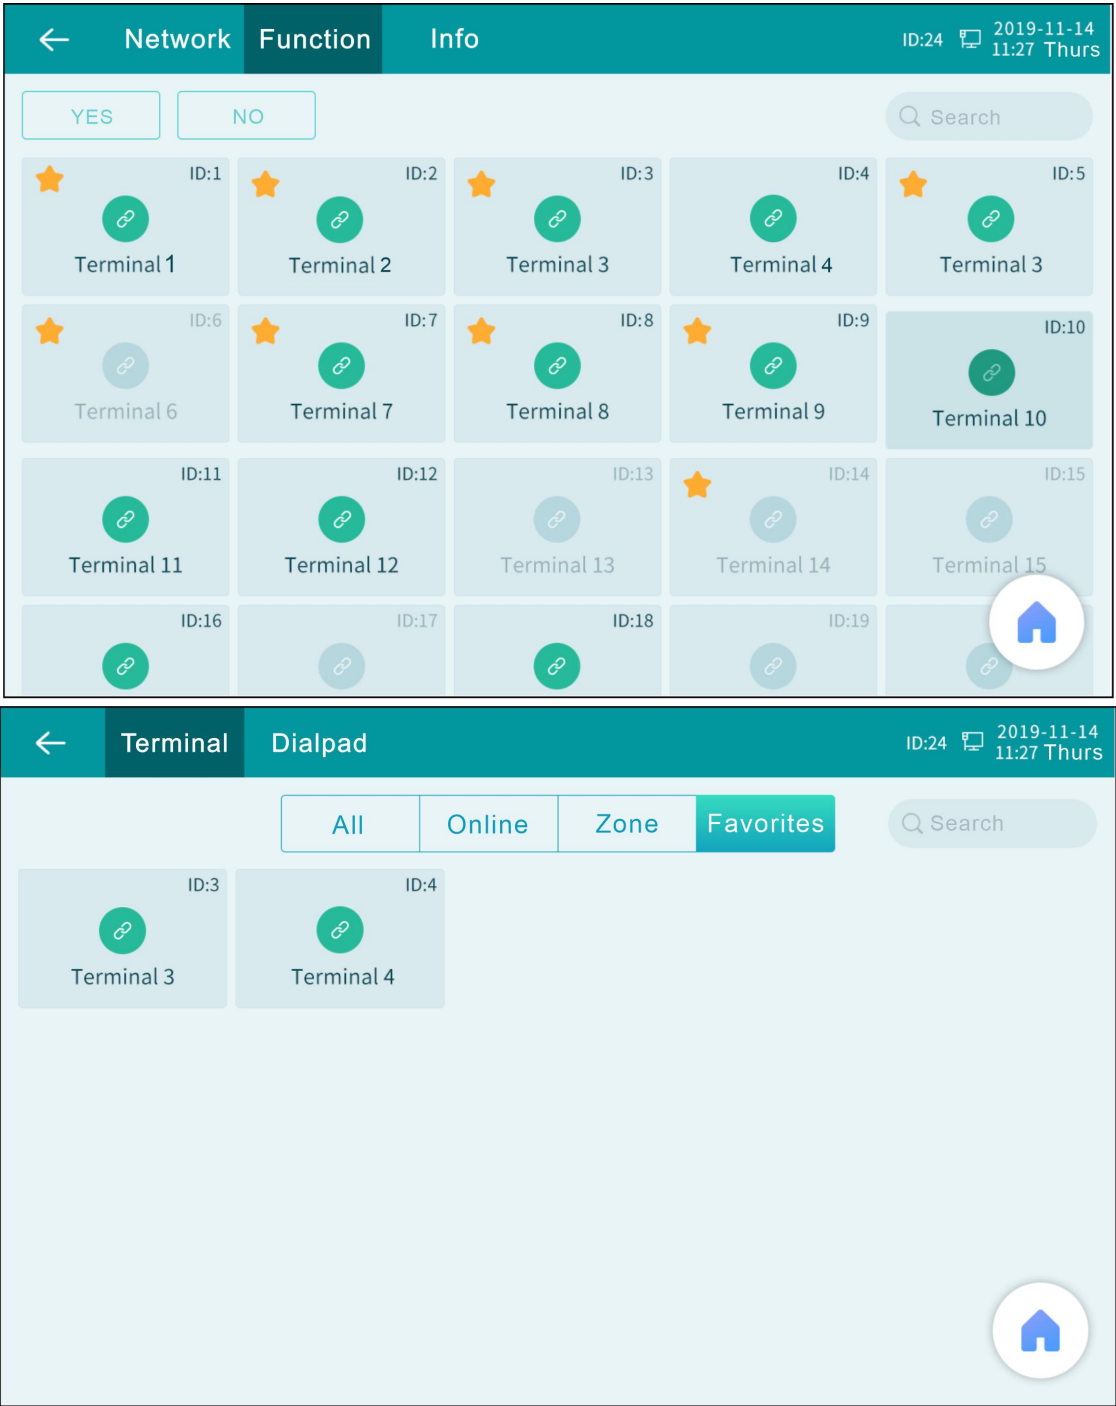 Network Function Info ID:24 2019-11-14
11:27 Thurs
YES NO Search
ID:1 ID:2 ID:3 ID:4 ID:5
Terminal 1 Terminal 2 Terminal 3 Terminal 4 Terminal 3
ID:6 ID:7 ID:8 ID:9 ID:10
Terminal 6 Terminal 7 Terminal 8 Terminal 9 Terminal 10
ID:11 ID:12 ID:13 ID:14 ID:15
Terminal 11 Terminal 12 Terminal 13 Terminal 14 Terminal 15
ID:16 ID:17 ID:18 ID:19
Terminal Dialpad ID:24 2019-11-14
11:27 Thurs
All Online Zone Favorites Search
ID:3 ID:4
Terminal 3 Terminal 4